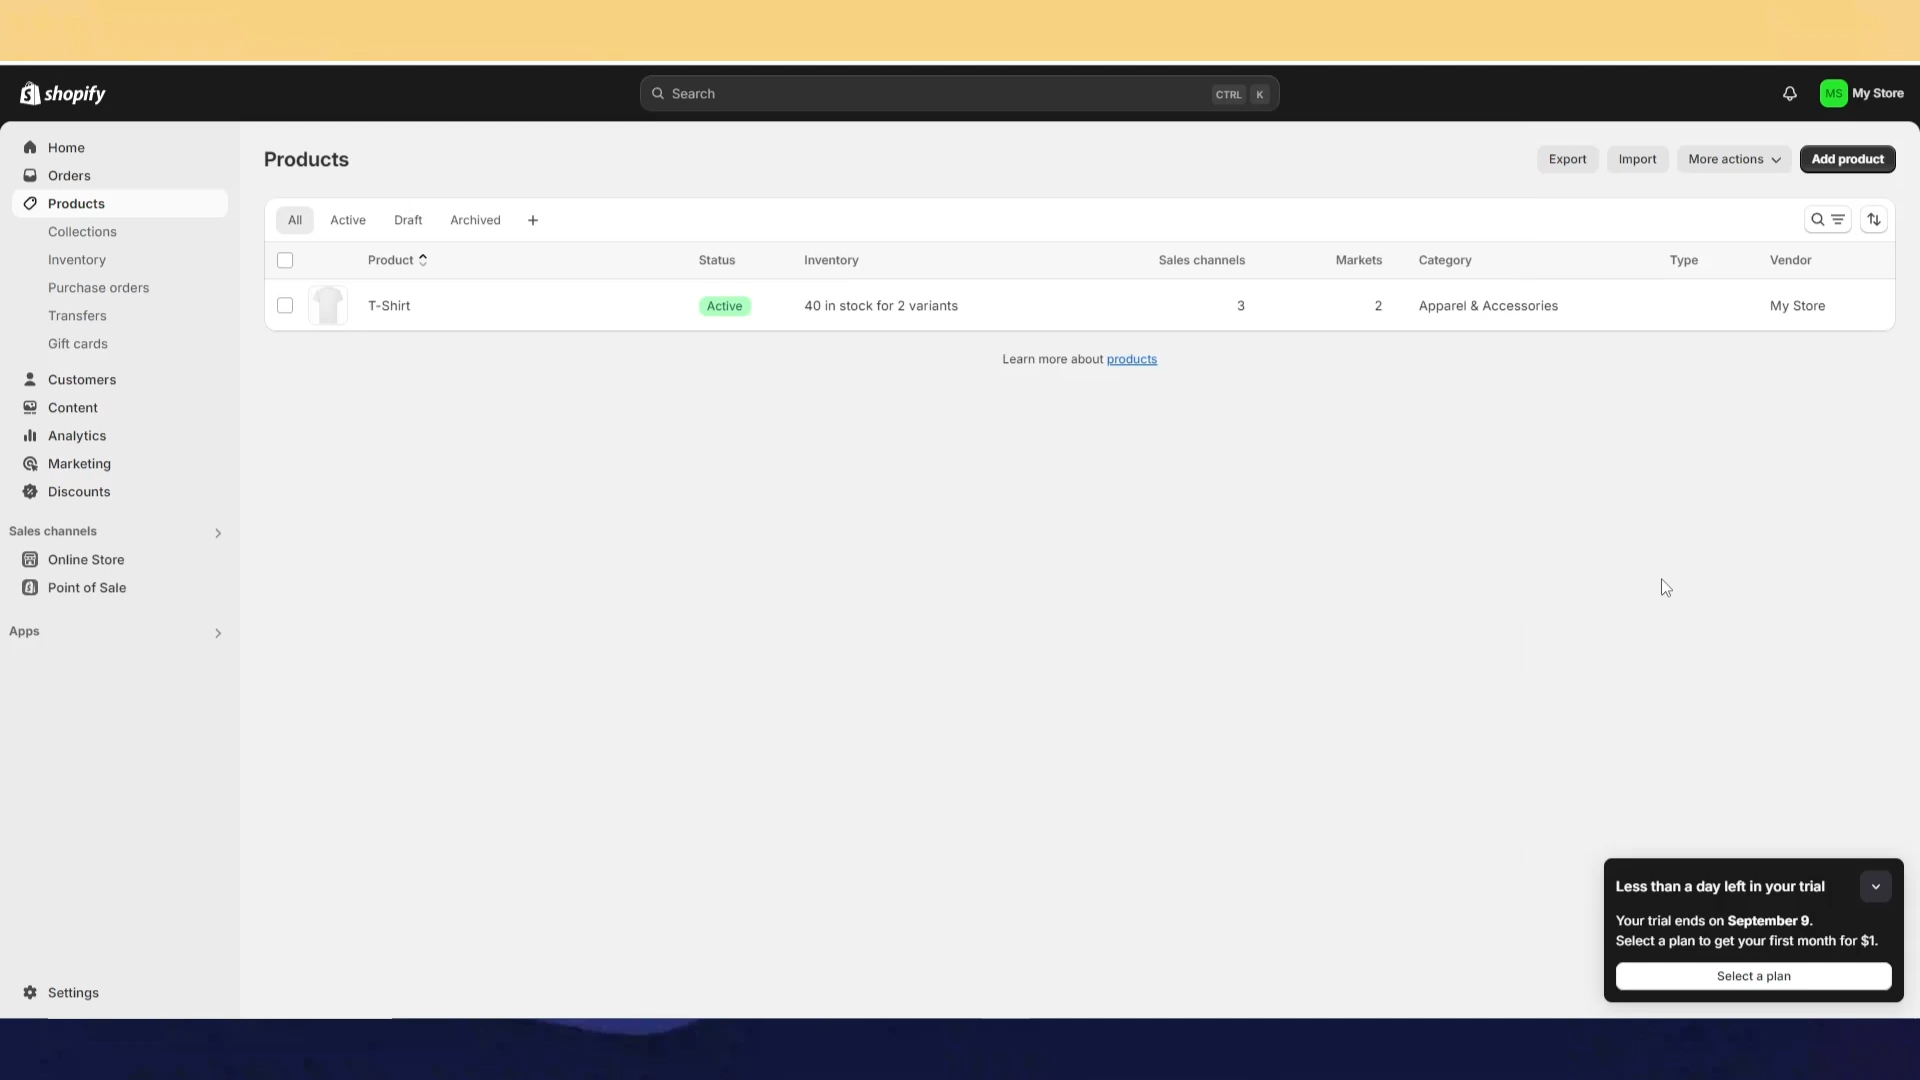 shopify
Search CTRL K
MS My Store
Home
Orders
Products
Collections
Inventory
Purchase orders
Transfers
Gift cards
Customers
Content
Analytics
Marketing
Discounts
Sales channels
Online Store
Point of Sale
Apps
Settings
Products
Export Import More actions Add product
All Active Draft Archived +
Product Status Inventory Sales channels Markets Category Type Vendor
T-Shirt Active 40 in stock for 2 variants 3 2 Apparel & Accessories My Store
Learn more about products
Less than a day left in your trial
Your trial ends on September 9.
Select a plan to get your first month for $1.
Select a plan